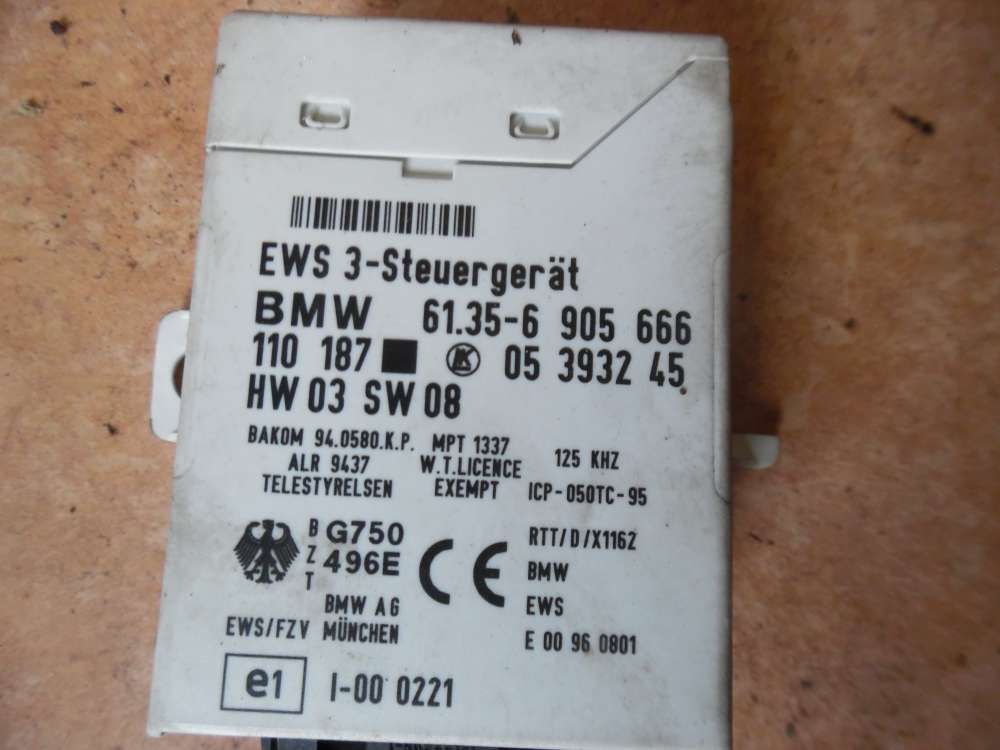 EWS 3-Steuergerät
BMW 61.35-6 905 666
110 187 05 3932 45
HW 03 SW 08
BAKOM 94.0580.K.P. MPT 1337
ALR 9437 W.T.LICENCE 125 KHZ
TELESTYRELSEN EXEMPT ICP-050TC-95
BZT G750 496E CE
RTT/D/X1162
BMW
EWS
E 00 96 0801
BMW AG
EWS/FZV MÜNCHEN
e1 I-00 0221